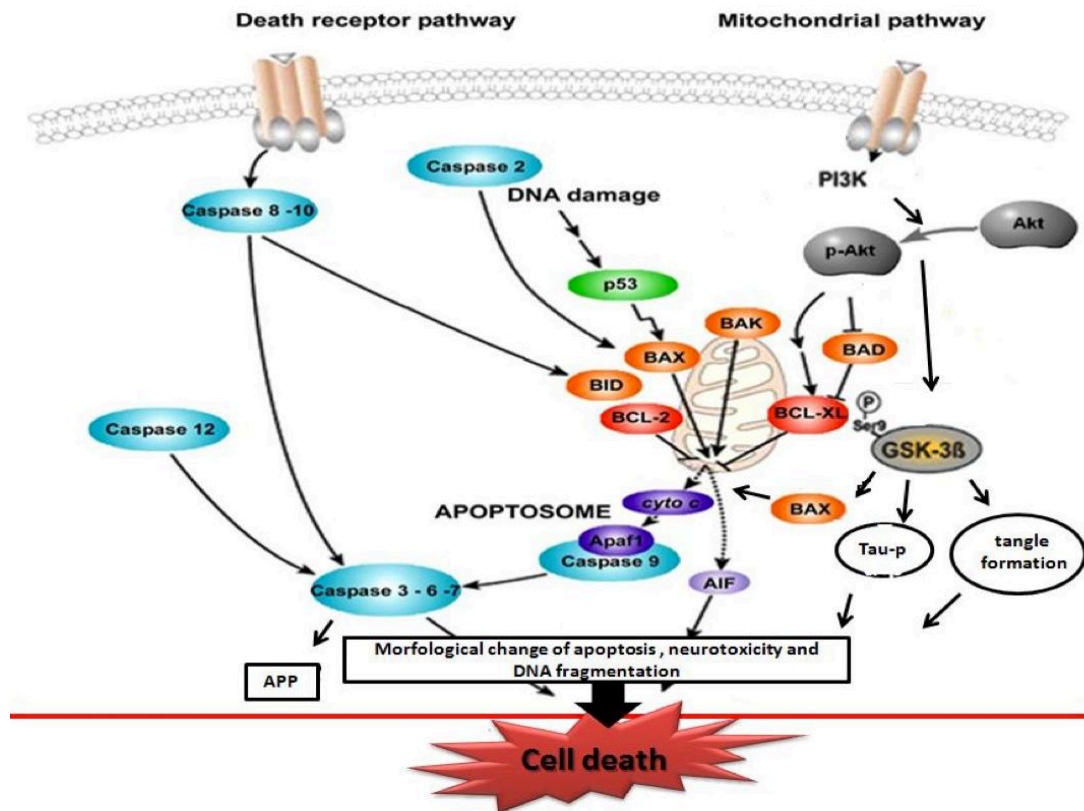 Death receptor pathway
Mitochondrial pathway
Caspase 2
DNA damage
PI3K
Caspase 8 -10
Akt
p-Akt
p53
BAK
BAX
BAD
BID
BCL-2
BCL-XL
P
Ser9
GSK-3ß
Caspase 12
cyto c
BAX
APOPTOSOME
Apaf1
Caspase 9
Tau-p
tangle
formation
AIF
Caspase 3 - 6 -7
Morfological change of apoptosis , neurotoxicity and
DNA fragmentation
APP
Cell death